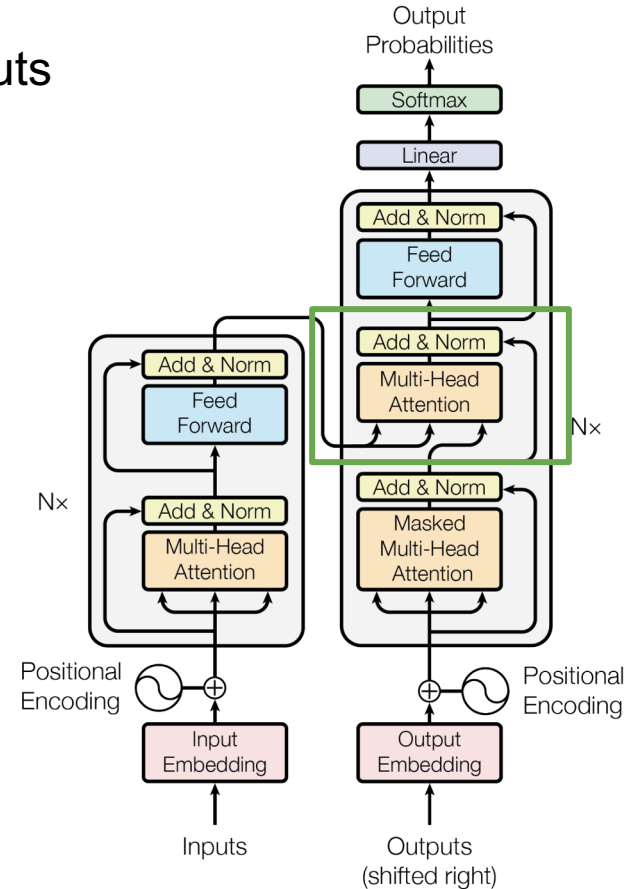 uts
Output
Probabilities
Softmax
Linear
Add & Norm
Feed
Forward
Add & Norm
Multi-Head
Attention
Nx
Add & Norm
Masked
Multi-Head
Attention
Add & Norm
Feed
Forward
Nx
Add & Norm
Multi-Head
Attention
Positional
Encoding
Positional
Encoding
Input
Embedding
Output
Embedding
Inputs
Outputs
(shifted right)